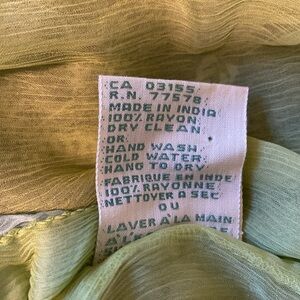 CA 03155
R.N. 77578
MADE IN INDIA
100% RAYON
DRY CLEAN
OR
HAND WASH
COLD WATER
HANG TO DRY
FABRIQUE EN INDE
100% RAYONNE
NETTOYER A SEC
OU
LAVER A LA MAIN